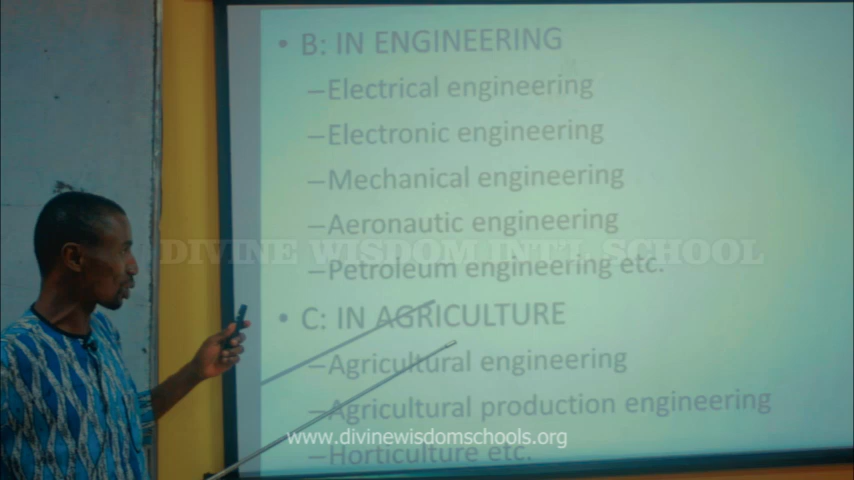 • B: IN ENGINEERING
–Electrical engineering
–Electronic engineering
–Mechanical engineering
–Aeronautic engineering
DIVINE WISDOM INT'L SCHOOL
–Petroleum engineering etc.
• C: IN AGRICULTURE
–Agricultural engineering
–Agricultural production engineering
www.divinewisdomschools.org
–Horticulture etc.